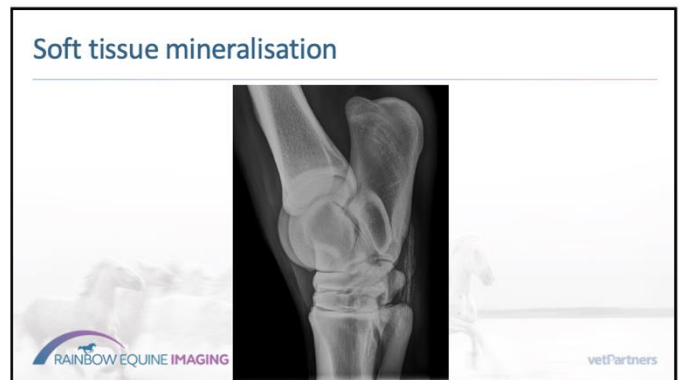 Soft tissue mineralisation
RAINBOW EQUINE IMAGING
vetPartners